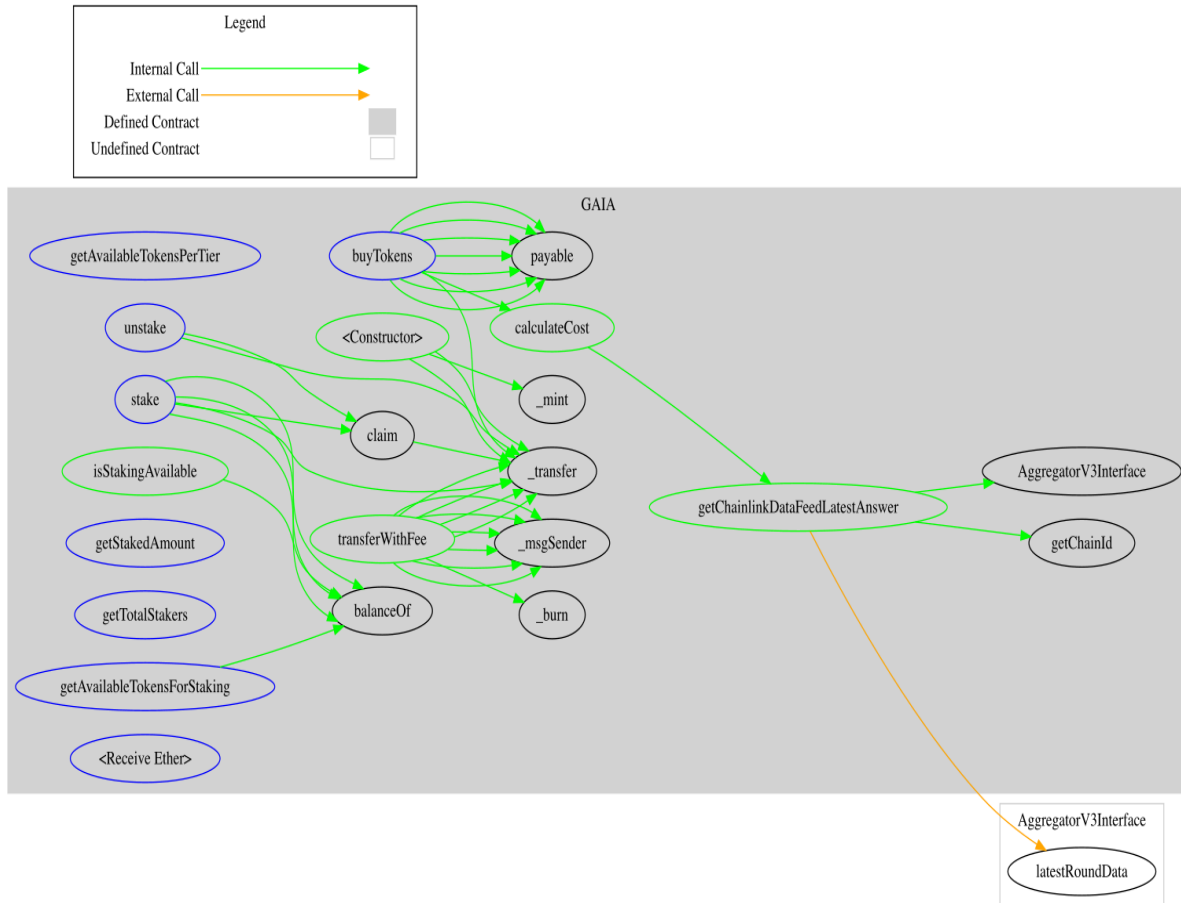 Legend
Internal Call
External Call
Defined Contract
Undefined Contract
GAIA
getAvailableTokensPerTier
buyTokens
payable
unstake
<Constructor>
calculateCost
stake
_mint
claim
isStakingAvailable
_transfer
AggregatorV3Interface
getChainlinkDataFeedLatestAnswer
getStakedAmount
transferWithFee
_msgSender
getChainId
getTotalStakers
balanceOf
_burn
getAvailableTokensForStaking
<Receive Ether>
AggregatorV3Interface
latestRoundData